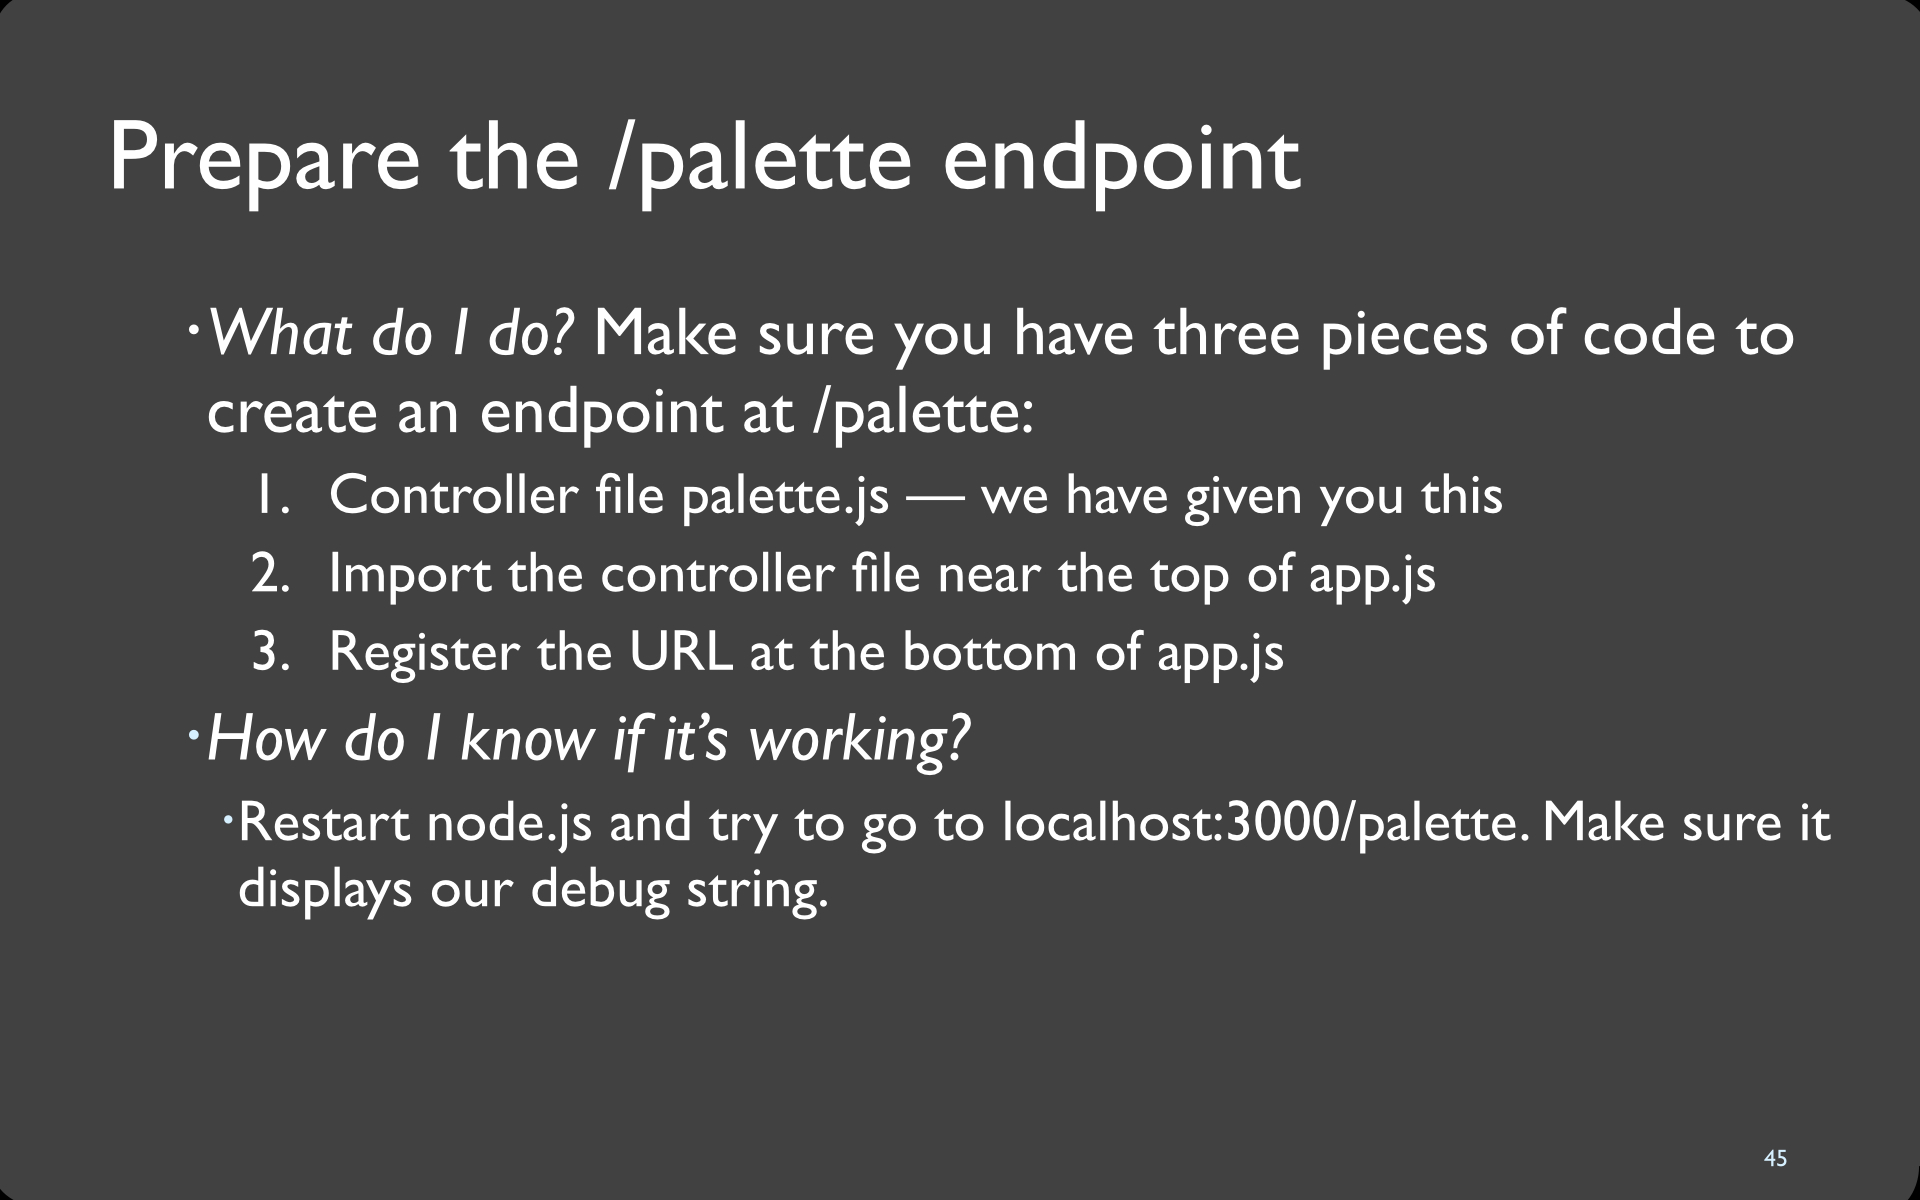 Prepare the /palette endpoint
·What do I do? Make sure you have three pieces of code to
create an endpoint at /palette:
1. Controller file palette.js — we have given you this
2. Import the controller file near the top of app.js
3. Register the URL at the bottom of app.js
·How do I know if it’s working?
·Restart node.js and try to go to localhost:3000/palette. Make sure it
displays our debug string.
45